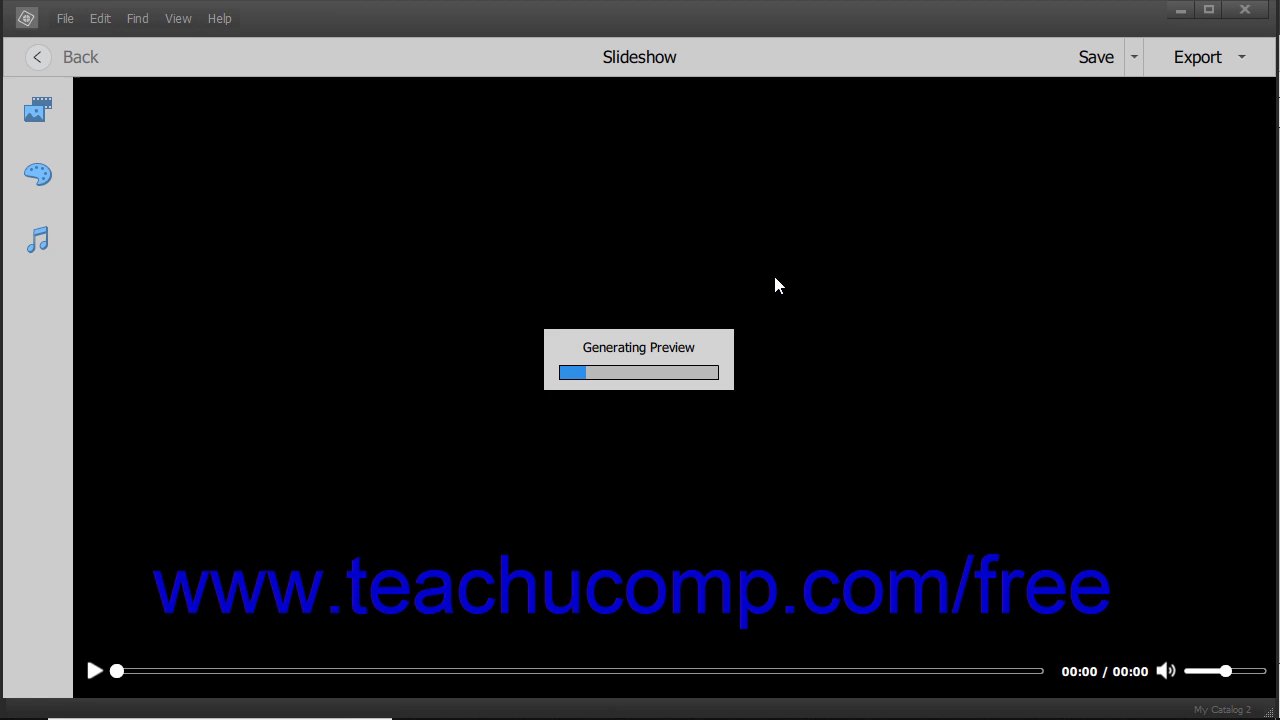 File Edit Find View Help
Back Slideshow Save Export
Generating Preview
www.teachucomp.com/free
00:00 / 00:00
My Catalog 2